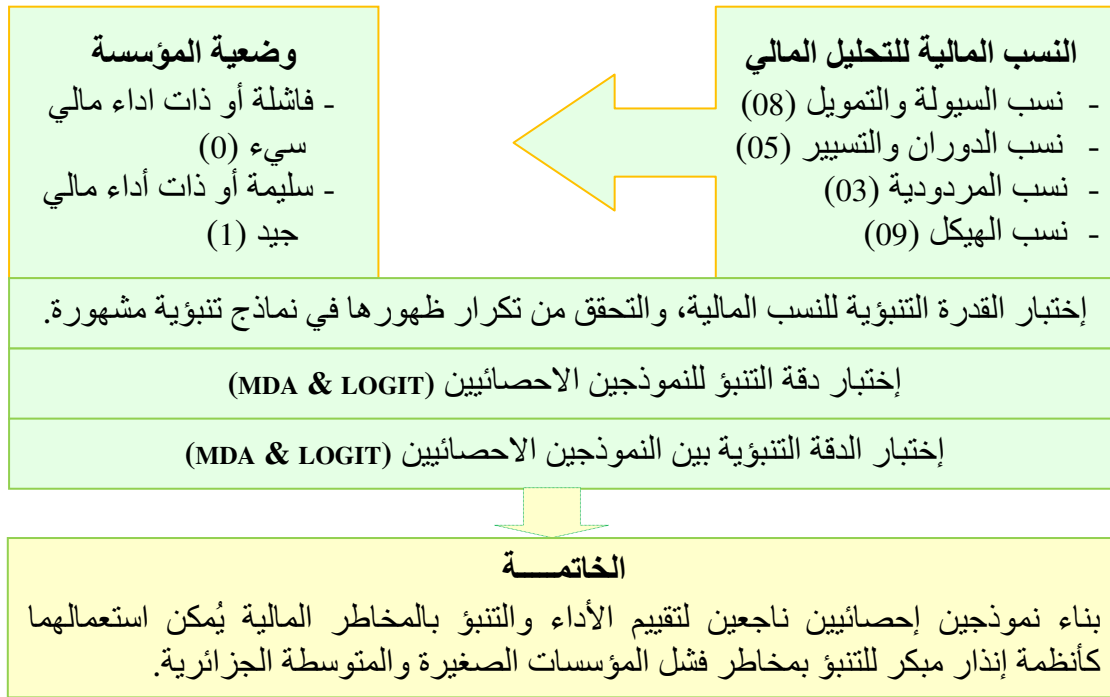 النسب المالية للتحليل المالي
- نسب السيولة والتمويل (08)
- نسب الدوران والتسيير (05)
- نسب المردودية (03)
- نسب الهيكل (09)
وضعية المؤسسة
- فاشلة أو ذات اداء مالي
سيء (0)
- سليمة أو ذات أداء مالي
جيد (1)
إختبار القدرة التنبؤية للنسب المالية، والتحقق من تكرار ظهورها في نماذج تنبؤية مشهورة.
إختبار دقة التنبؤ للنموذجين الاحصائيين (MDA & LOGIT)
إختبار الدقة التنبؤية بين النموذجين الاحصائيين (MDA & LOGIT)
الخاتمـــــة
بناء نموذجين إحصائيين ناجعين لتقييم الأداء والتنبؤ بالمخاطر المالية يُمكن استعمالهما
كأنظمة إنذار مبكر للتنبؤ بمخاطر فشل المؤسسات الصغيرة والمتوسطة الجزائرية.